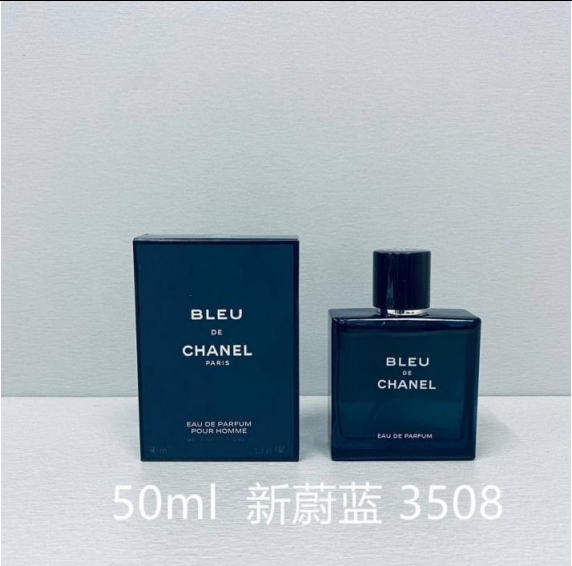 BLEU
DE
CHANEL
PARIS
EAU DE PARFUM
POUR HOMME
BLEU
DE
CHANEL
EAU DE PARFUM
50ml 新蔚蓝 3508